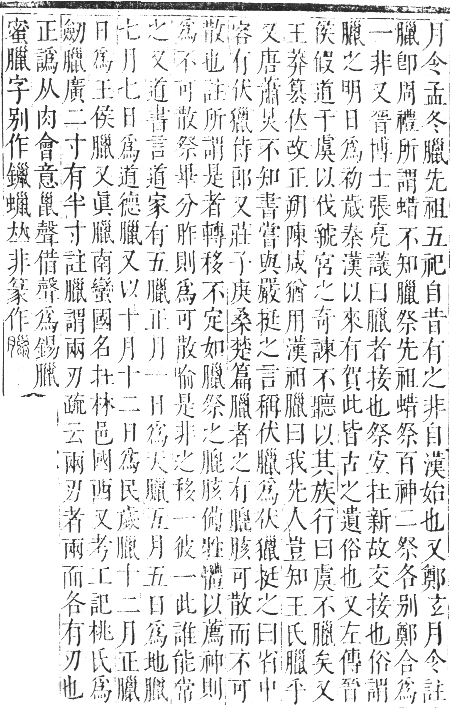 月令孟冬臘先祖五祀自昔有之非自漢始也又鄭玄月令註
臘卽周禮所謂蜡不知臘祭先祖蜡祭百神二祭各別鄭合爲
一非又晉博士張亮議曰臘者接也祭宜在新故交接也俗謂
臘之明日爲初歲秦漢以來有賀此皆古之遺俗也又左傳晉
侯假道于虞以伐虢宮之奇諫不聽以其族行曰虞不臘矣又
王莽簒位改正朔陳咸猶用漢祖臘曰我先人豈知王氏臘乎
又唐蕭炅不知書嘗與嚴挺之言稱伏臘爲伏獵挺之曰省中
容有伏獵侍郎又莊子庚桑楚篇臘者之有膍胲可散而不可
散也註所謂是者轉移不定如臘祭之膍胲備牲體以薦神則
爲不可散祭畢分胙則爲可散喻是非之移一彼一此誰能常
之又道書言道家有五臘正月一日爲天臘五月五日爲地臘
七月七日爲道德臘又以十月十二日爲民歲臘十二月正臘
日爲王侯臘又眞臘南蠻國名在林邑國西又考工記桃氏爲
劒臘廣二寸有半寸註臘謂兩刃疏云兩刃者兩面各有刃也
正譌从肉會意巤聲借聲爲錫臘
蜜臘字別作鑞蠟𠀤非篆作臘